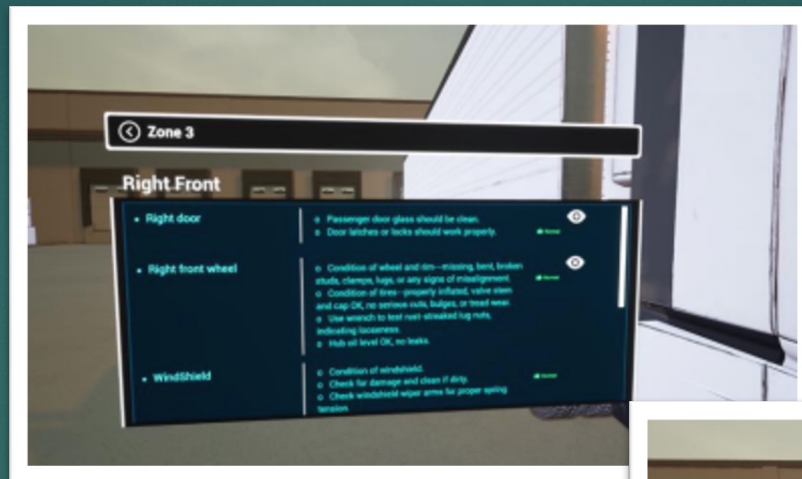 Zone 3
Right Front
• Right door
o Passenger door glass should be clean.
o Door latches or locks should work properly.
Normal
• Right front wheel
o Condition of wheel and rim—missing, bent, broken
studs, clamps, lugs, or any signs of misalignment.
Normal
o Condition of tires—properly inflated, valve stem
and cap OK, no serious cuts, bulges, or tread wear.
o Use wrench to test rust-streaked lug nuts,
indicating looseness.
o Hub oil level OK, no leaks.
• WindShield
o Condition of windshield.
o Check for damage and clean if dirty.
Normal
o Check windshield wiper arms for proper spring
tension.